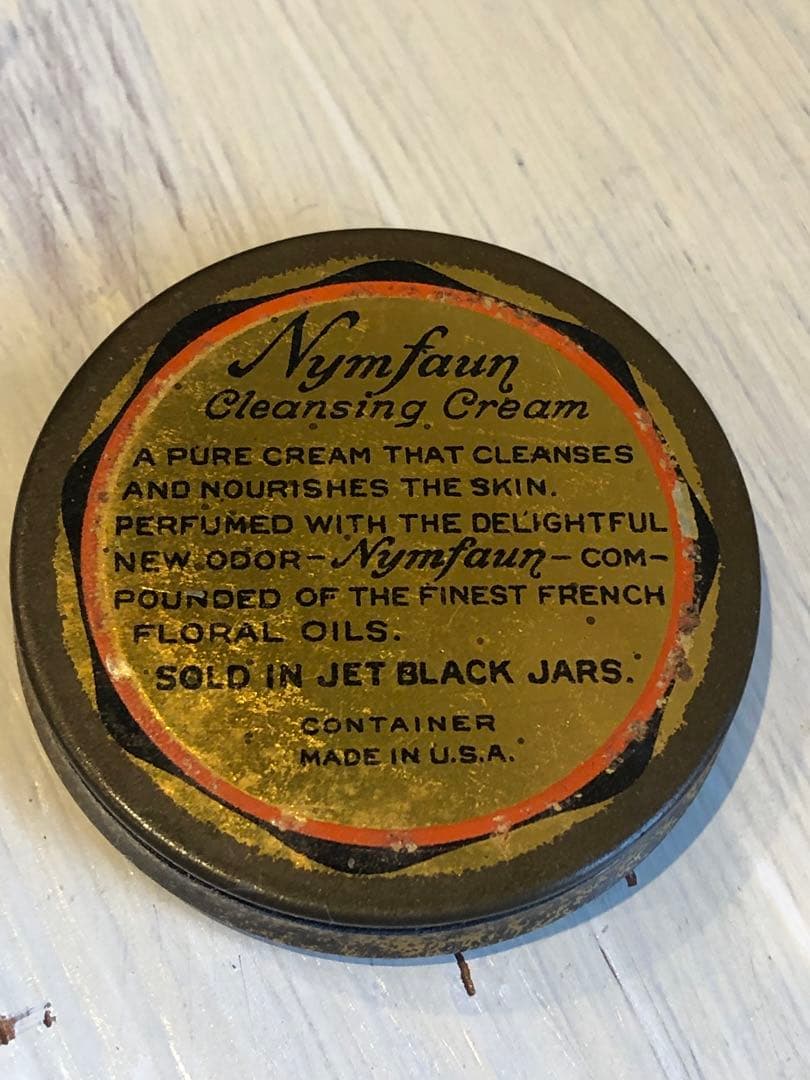 Nymfaun
Cleansing Cream
A PURE CREAM THAT CLEANSES
AND NOURISHES THE SKIN.
PERFUMED WITH THE DELIGHTFUL
NEW ODOR-Nymfaun-COM-
POUNDED OF THE FINEST FRENCH
FLORAL OILS.
SOLD IN JET BLACK JARS.
CONTAINER
MADE IN U.S.A.